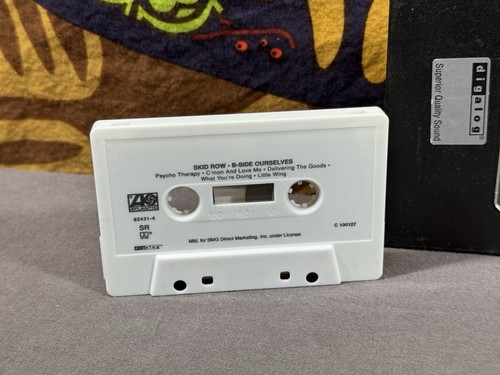 SKID ROW - B-SIDE OURSELVES
Psycho Therapy • C'mon And Love Me • Delivering The Goods •
What You're Doing • Little Wing
ATLANTIC
82431-4
SR
Mfd. for BMG Direct Marketing, Inc. under License
C 100127
digalog®
Superior Quality Sound